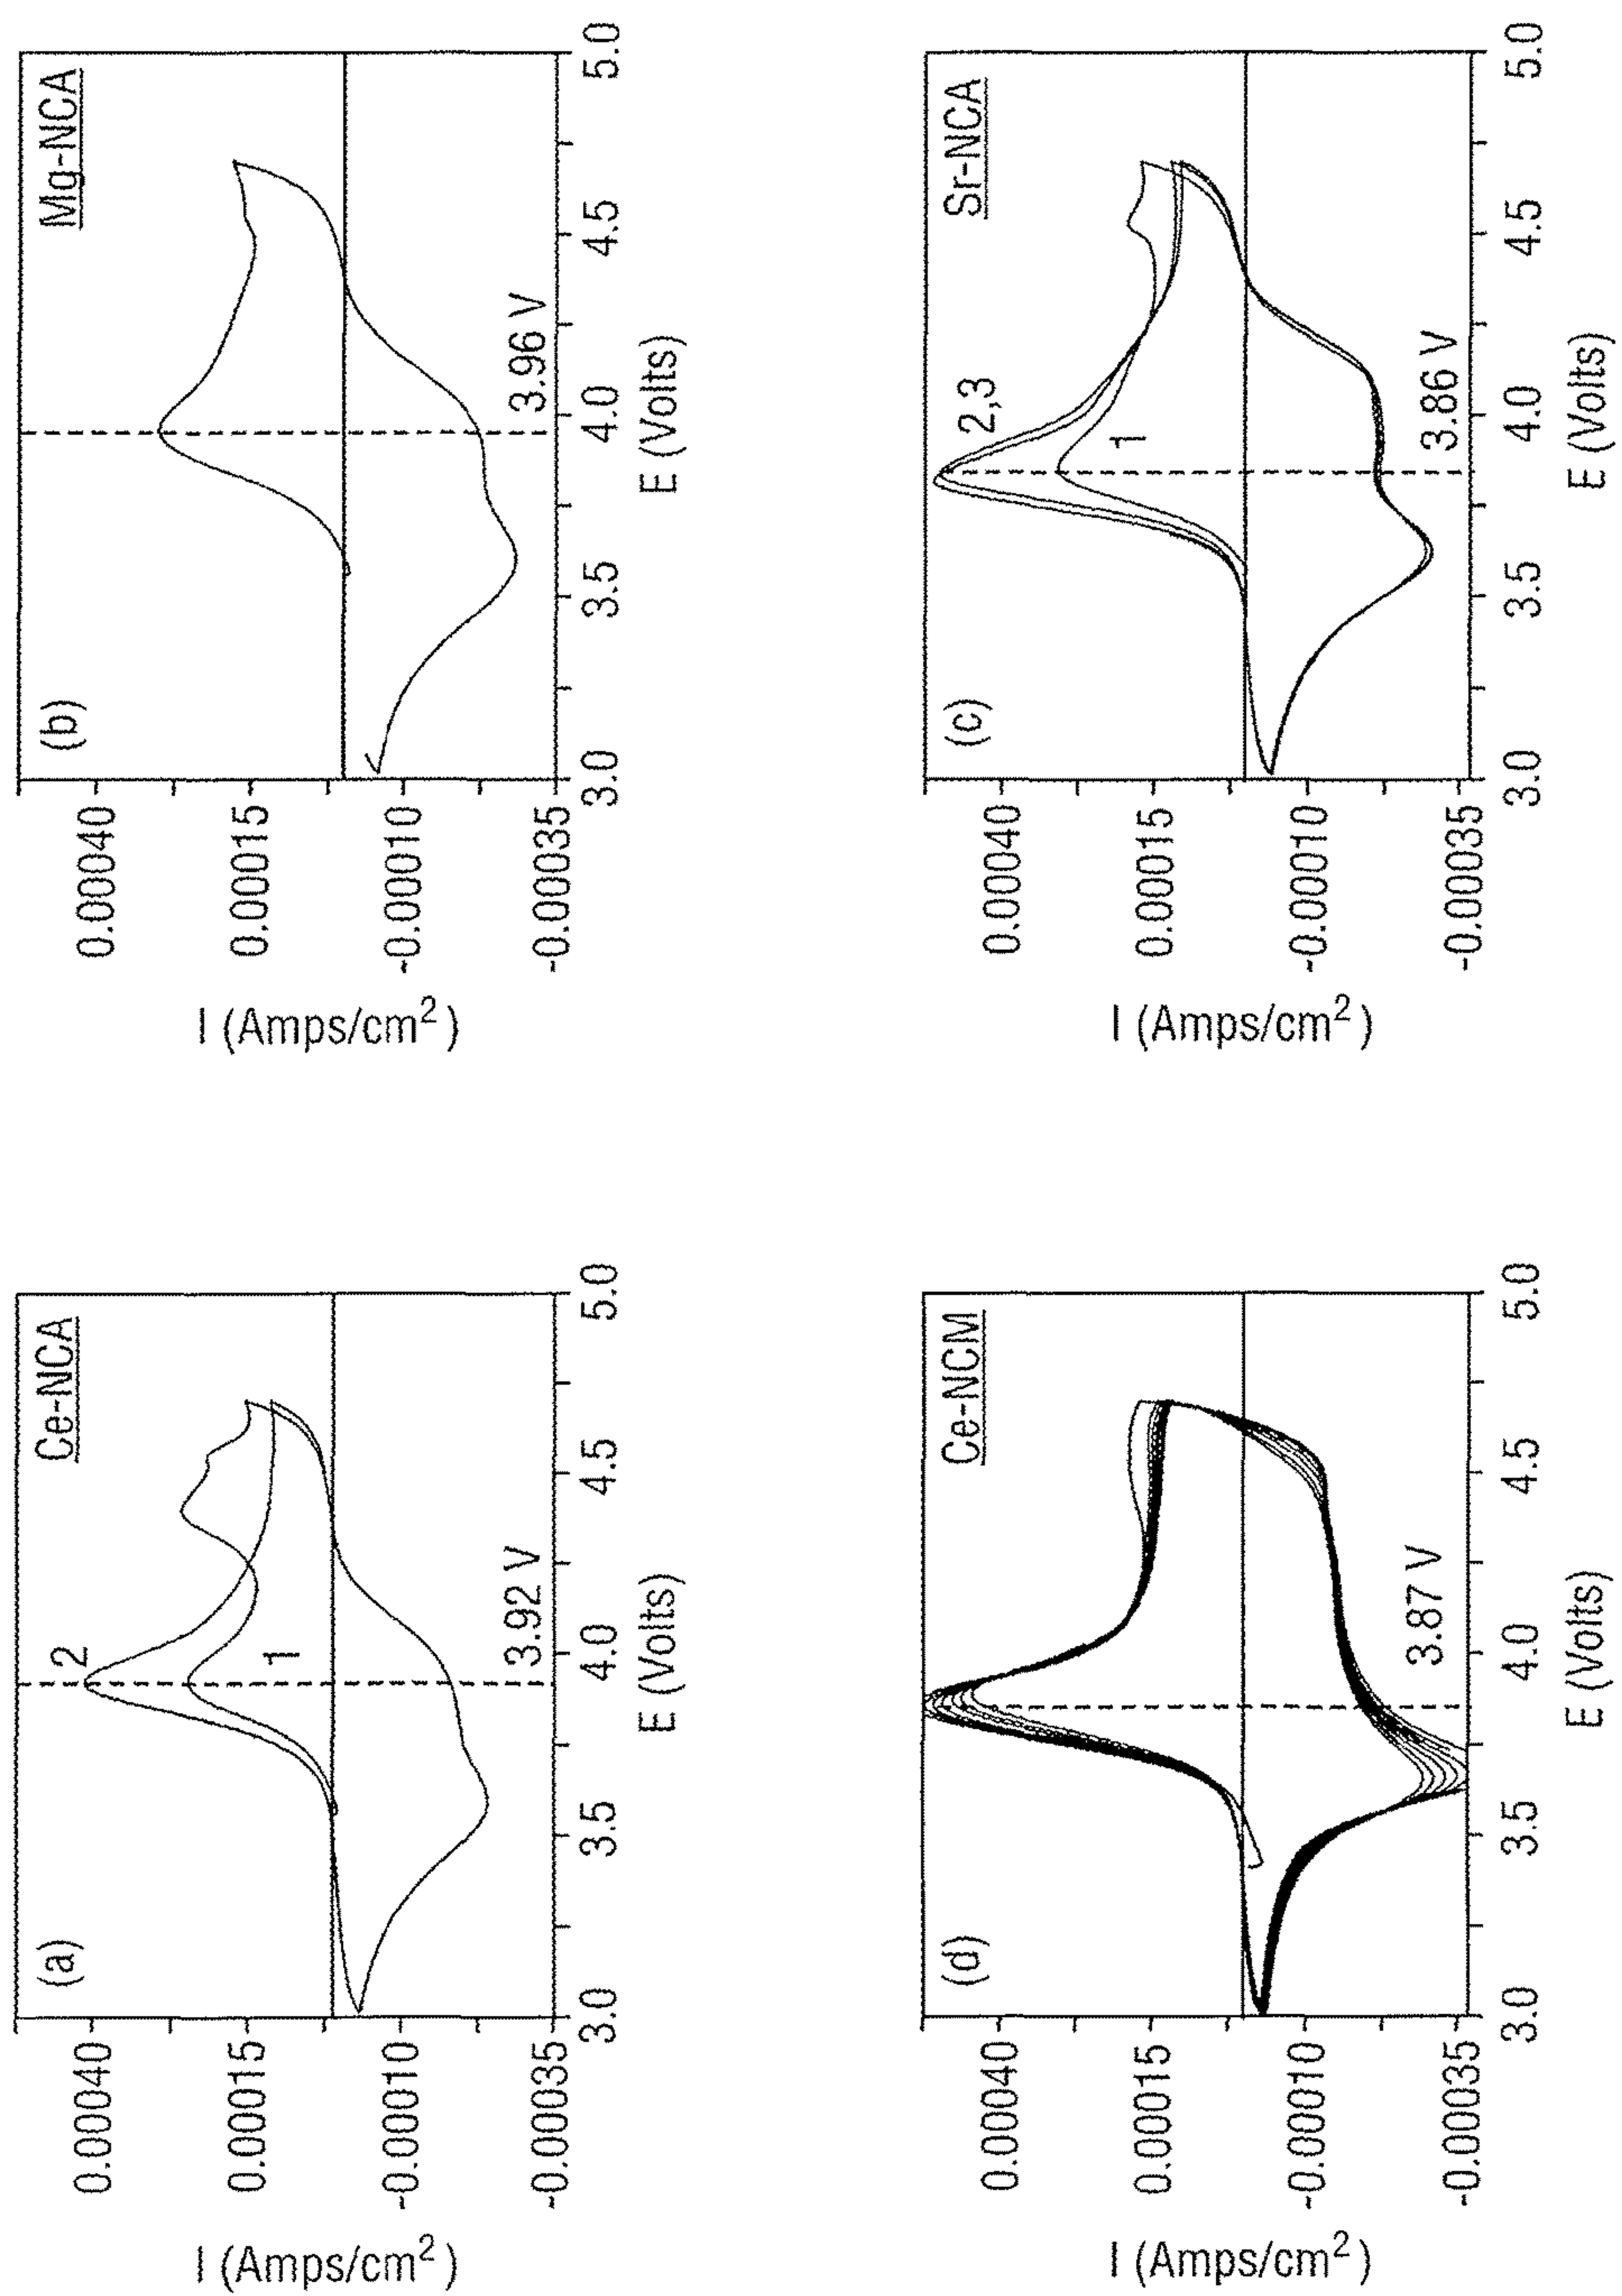 (a)
Ce-NCA
I (Amps/cm²)
0.00040
0.00015
-0.00010
-0.00035
2
1
3.92 V
3.0
3.5
4.0
4.5
5.0
E (Volts)
(b)
Mg-NCA
I (Amps/cm²)
0.00040
0.00015
-0.00010
-0.00035
3.96 V
3.0
3.5
4.0
4.5
5.0
E (Volts)
(d)
Ce-NCM
I (Amps/cm²)
0.00040
0.00015
-0.00010
-0.00035
3.87 V
3.0
3.5
4.0
4.5
5.0
E (Volts)
(c)
Sr-NCA
I (Amps/cm²)
0.00040
0.00015
-0.00010
-0.00035
2,3
1
3.86 V
3.0
3.5
4.0
4.5
5.0
E (Volts)